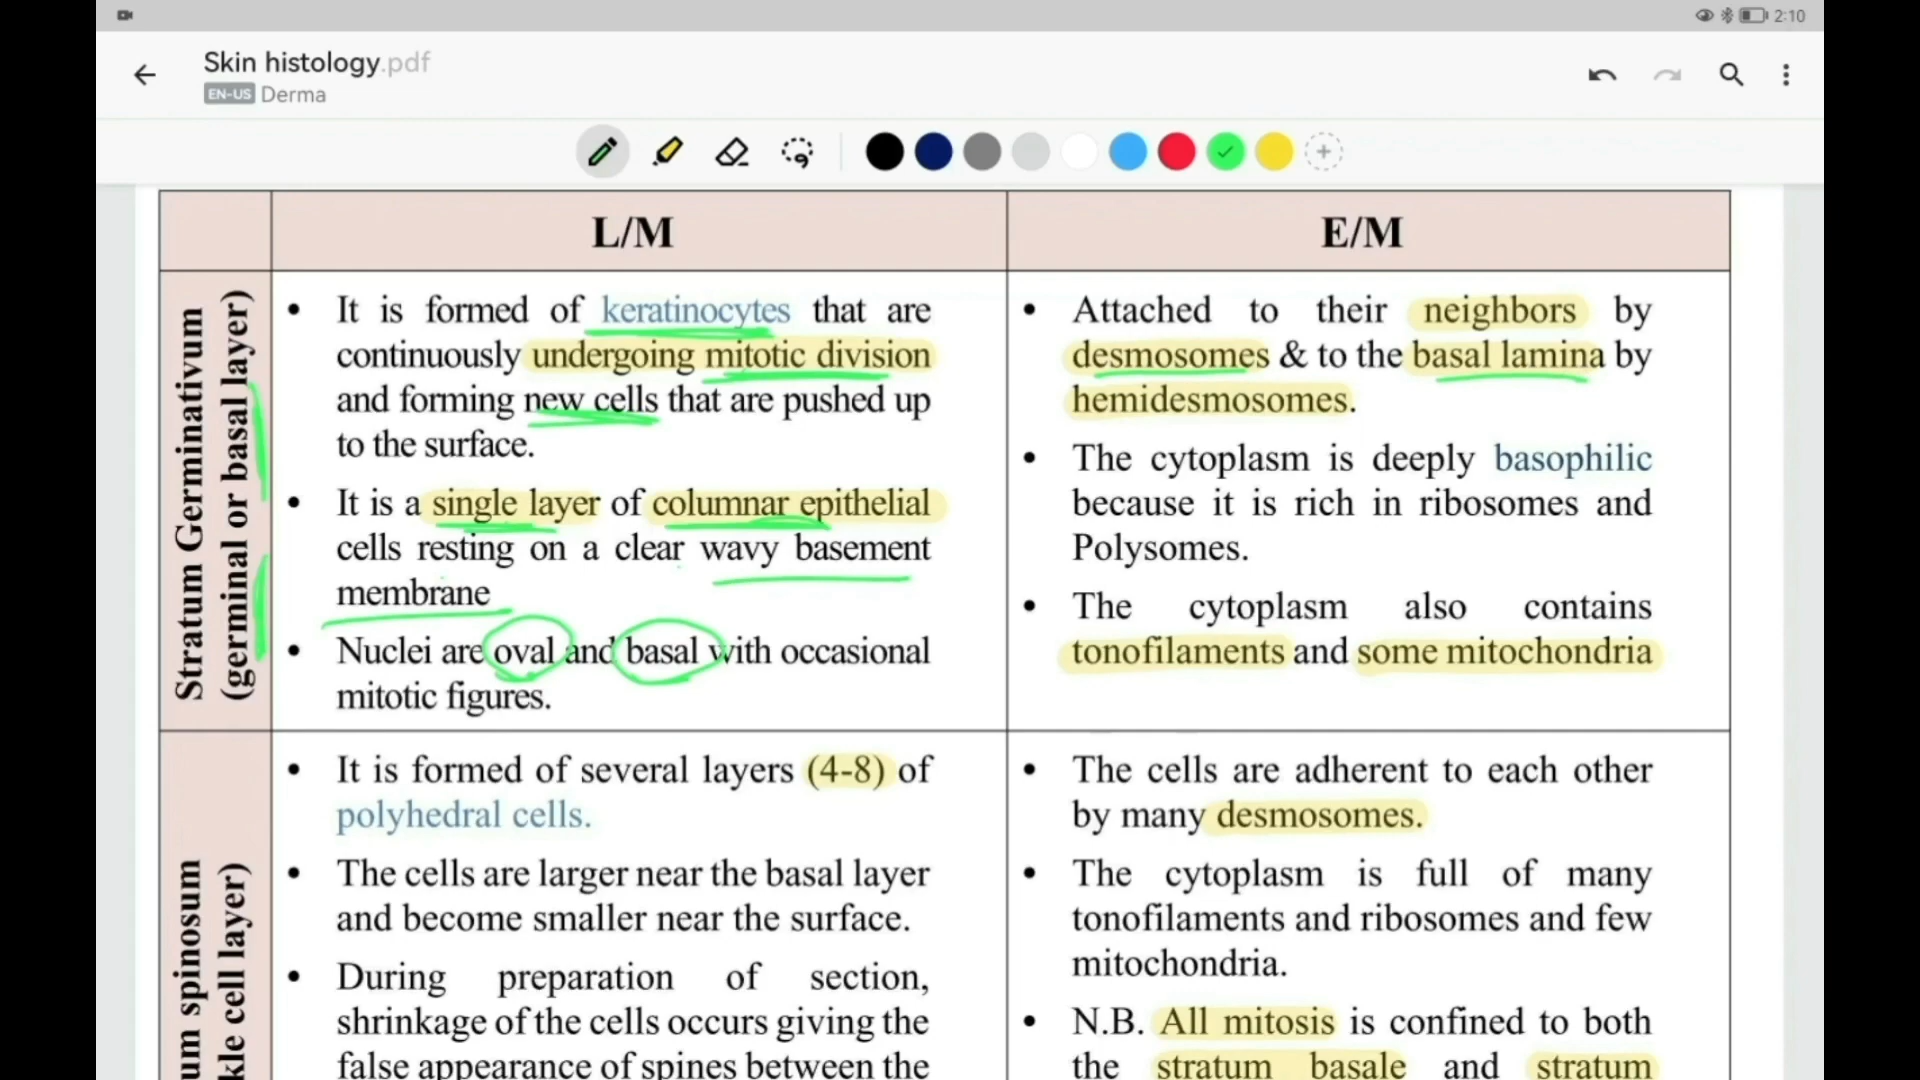 2:10
Skin histology.pdf
EN-US Derma
L/M
E/M
Stratum Germinativum
(germinal or basal layer)
• It is formed of keratinocytes that are
continuously undergoing mitotic division
and forming new cells that are pushed up
to the surface.
• It is a single layer of columnar epithelial
cells resting on a clear wavy basement
membrane
• Nuclei are oval and basal with occasional
mitotic figures.
• Attached to their neighbors by
desmosomes & to the basal lamina by
hemidesmosomes.
• The cytoplasm is deeply basophilic
because it is rich in ribosomes and
Polysomes.
• The cytoplasm also contains
tonofilaments and some mitochondria
um spinosum
kle cell layer)
• It is formed of several layers (4-8) of
polyhedral cells.
• The cells are larger near the basal layer
and become smaller near the surface.
• During preparation of section,
shrinkage of the cells occurs giving the
false appearance of spines between the
• The cells are adherent to each other
by many desmosomes.
• The cytoplasm is full of many
tonofilaments and ribosomes and few
mitochondria.
• N.B. All mitosis is confined to both
the stratum basale and stratum